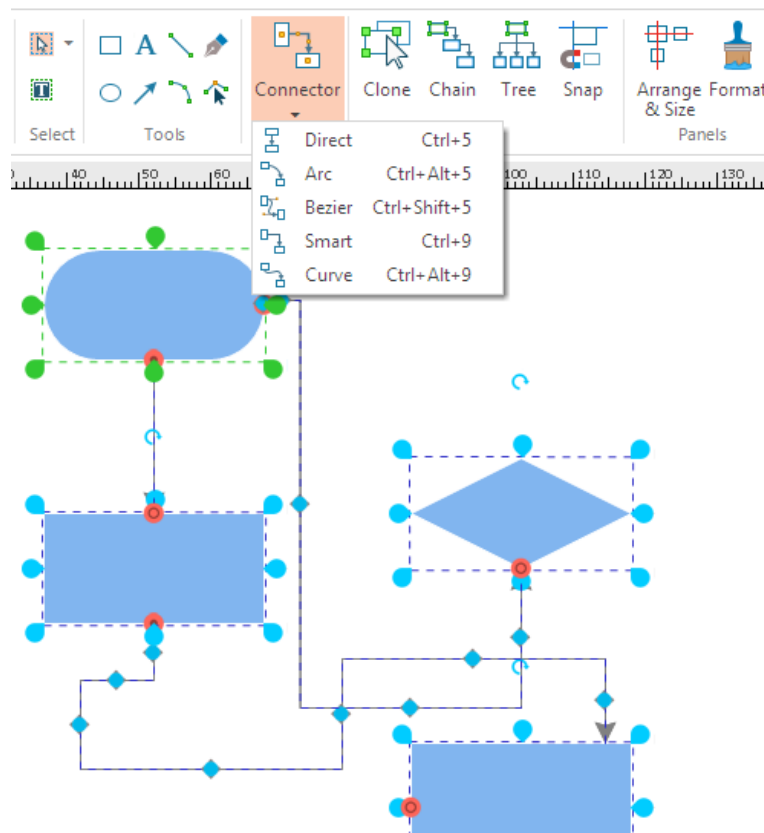 A
T
Connector Clone Chain Tree Snap Arrange Format
& Size
Select Tools Panels
Direct Ctrl+5
Arc Ctrl+Alt+5
Bezier Ctrl+Shift+5
Smart Ctrl+9
Curve Ctrl+Alt+9
40 50 60 100 110 120 130